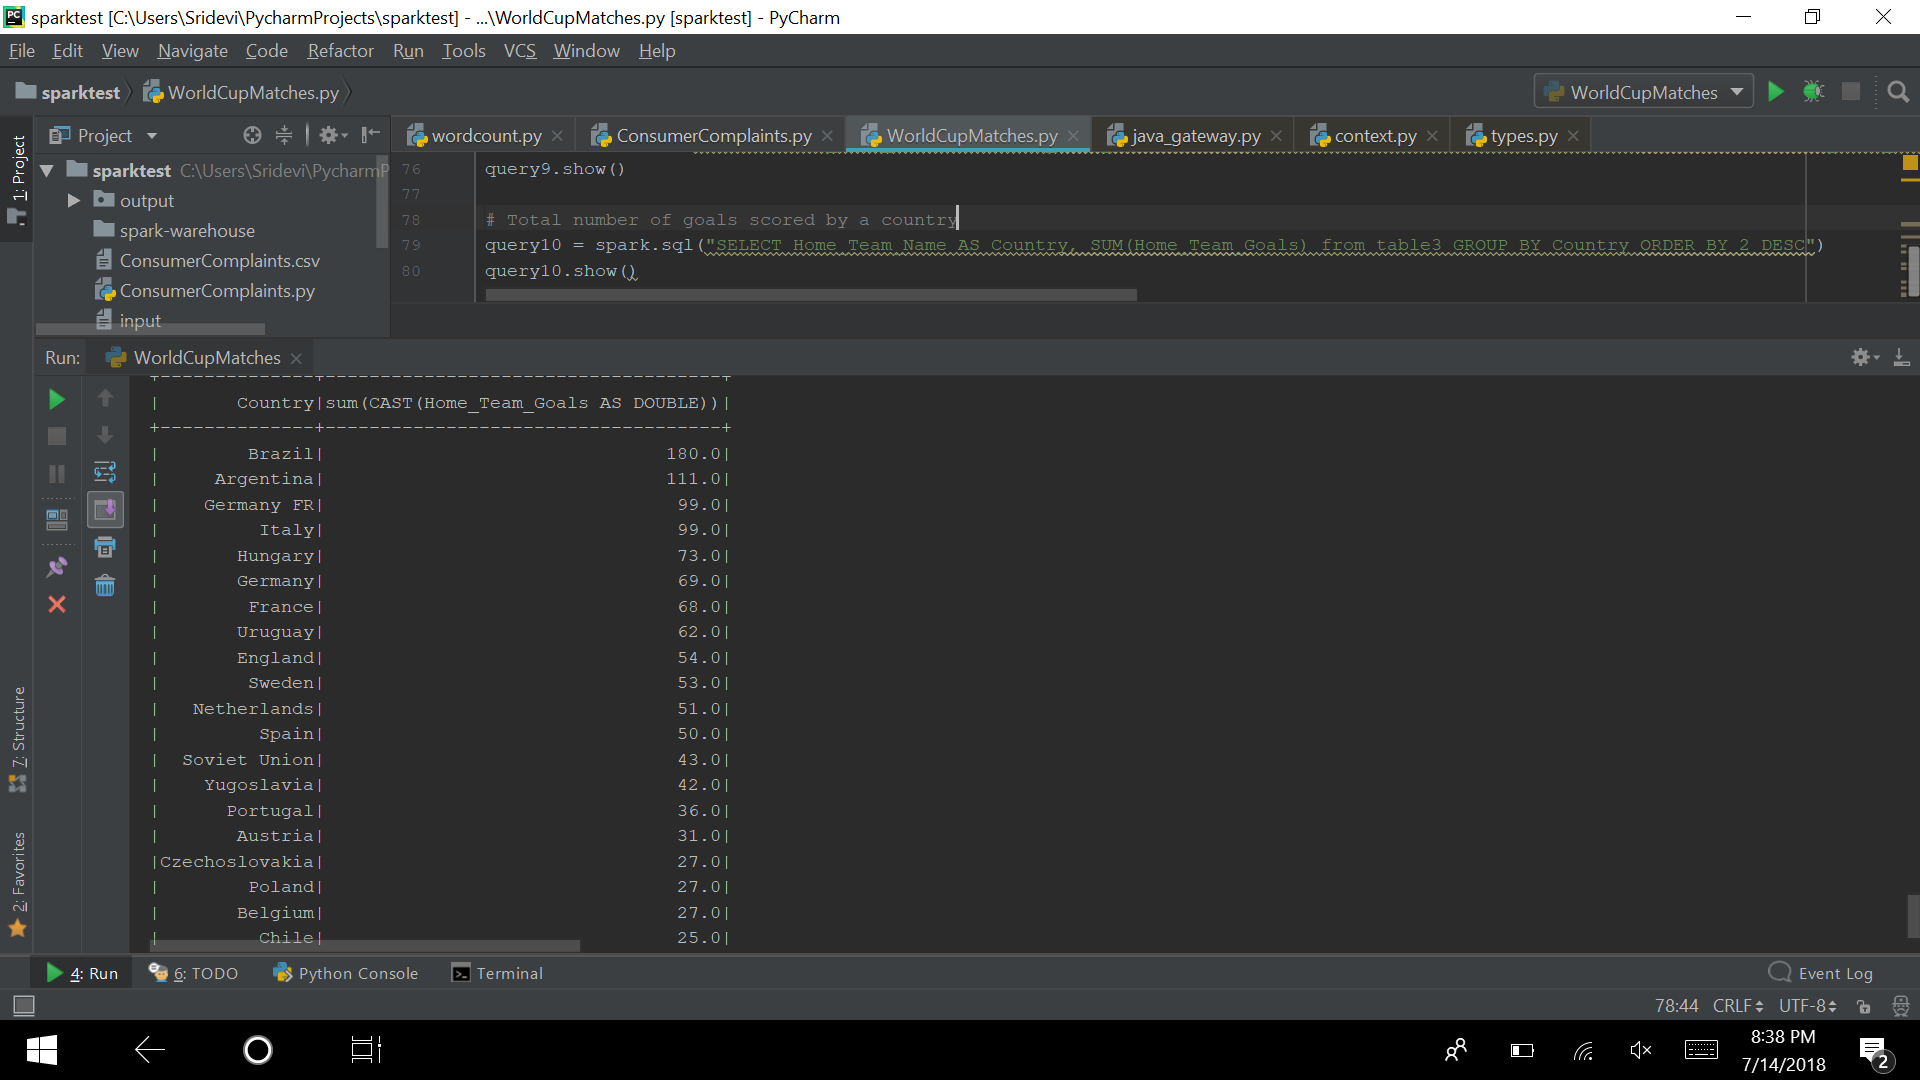 sparktest [C:\Users\Sridevi\PycharmProjects\sparktest] - ...\WorldCupMatches.py [sparktest] - PyCharm
File Edit View Navigate Code Refactor Run Tools VCS Window Help
sparktest WorldCupMatches.py WorldCupMatches
1: Project
Project
wordcount.py ConsumerComplaints.py WorldCupMatches.py java_gateway.py context.py types.py
sparktest C:\Users\Sridevi\PycharmP
output
spark-warehouse
ConsumerComplaints.csv
ConsumerComplaints.py
input
76 query9.show()
77
78 # Total number of goals scored by a country
79 query10 = spark.sql("SELECT Home_Team_Name AS Country, SUM(Home_Team_Goals) from table3 GROUP BY Country ORDER BY 2 DESC")
80 query10.show()
Run: WorldCupMatches
+--------------+------------------------------------+
| Country|sum(CAST(Home_Team_Goals AS DOUBLE))|
+--------------+------------------------------------+
| Brazil| 180.0|
| Argentina| 111.0|
| Germany FR| 99.0|
| Italy| 99.0|
| Hungary| 73.0|
| Germany| 69.0|
| France| 68.0|
| Uruguay| 62.0|
| England| 54.0|
| Sweden| 53.0|
| Netherlands| 51.0|
| Spain| 50.0|
| Soviet Union| 43.0|
| Yugoslavia| 42.0|
| Portugal| 36.0|
| Austria| 31.0|
|Czechoslovakia| 27.0|
| Poland| 27.0|
| Belgium| 27.0|
| Chile| 25.0|
7: Structure
2: Favorites
4: Run 6: TODO Python Console Terminal Event Log
78:44 CRLF UTF-8
8:38 PM
7/14/2018
2